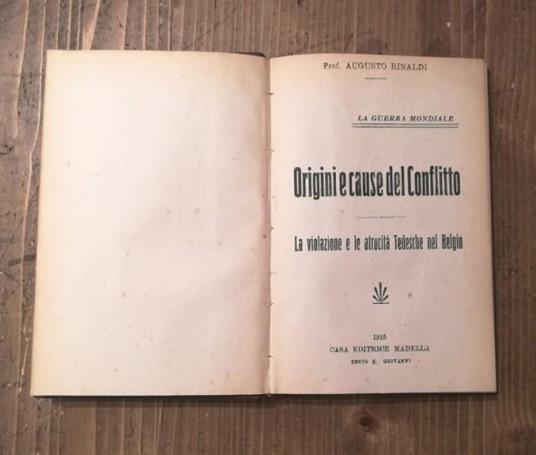 Prof. AUGUSTO RINALDI
LA GUERRA MONDIALE
Origini e cause del Conflitto
La violazione e le atrocità Tedesche nel Belgio
1915
CASA EDITRICE MADELLA
SESTO S. GIOVANNI